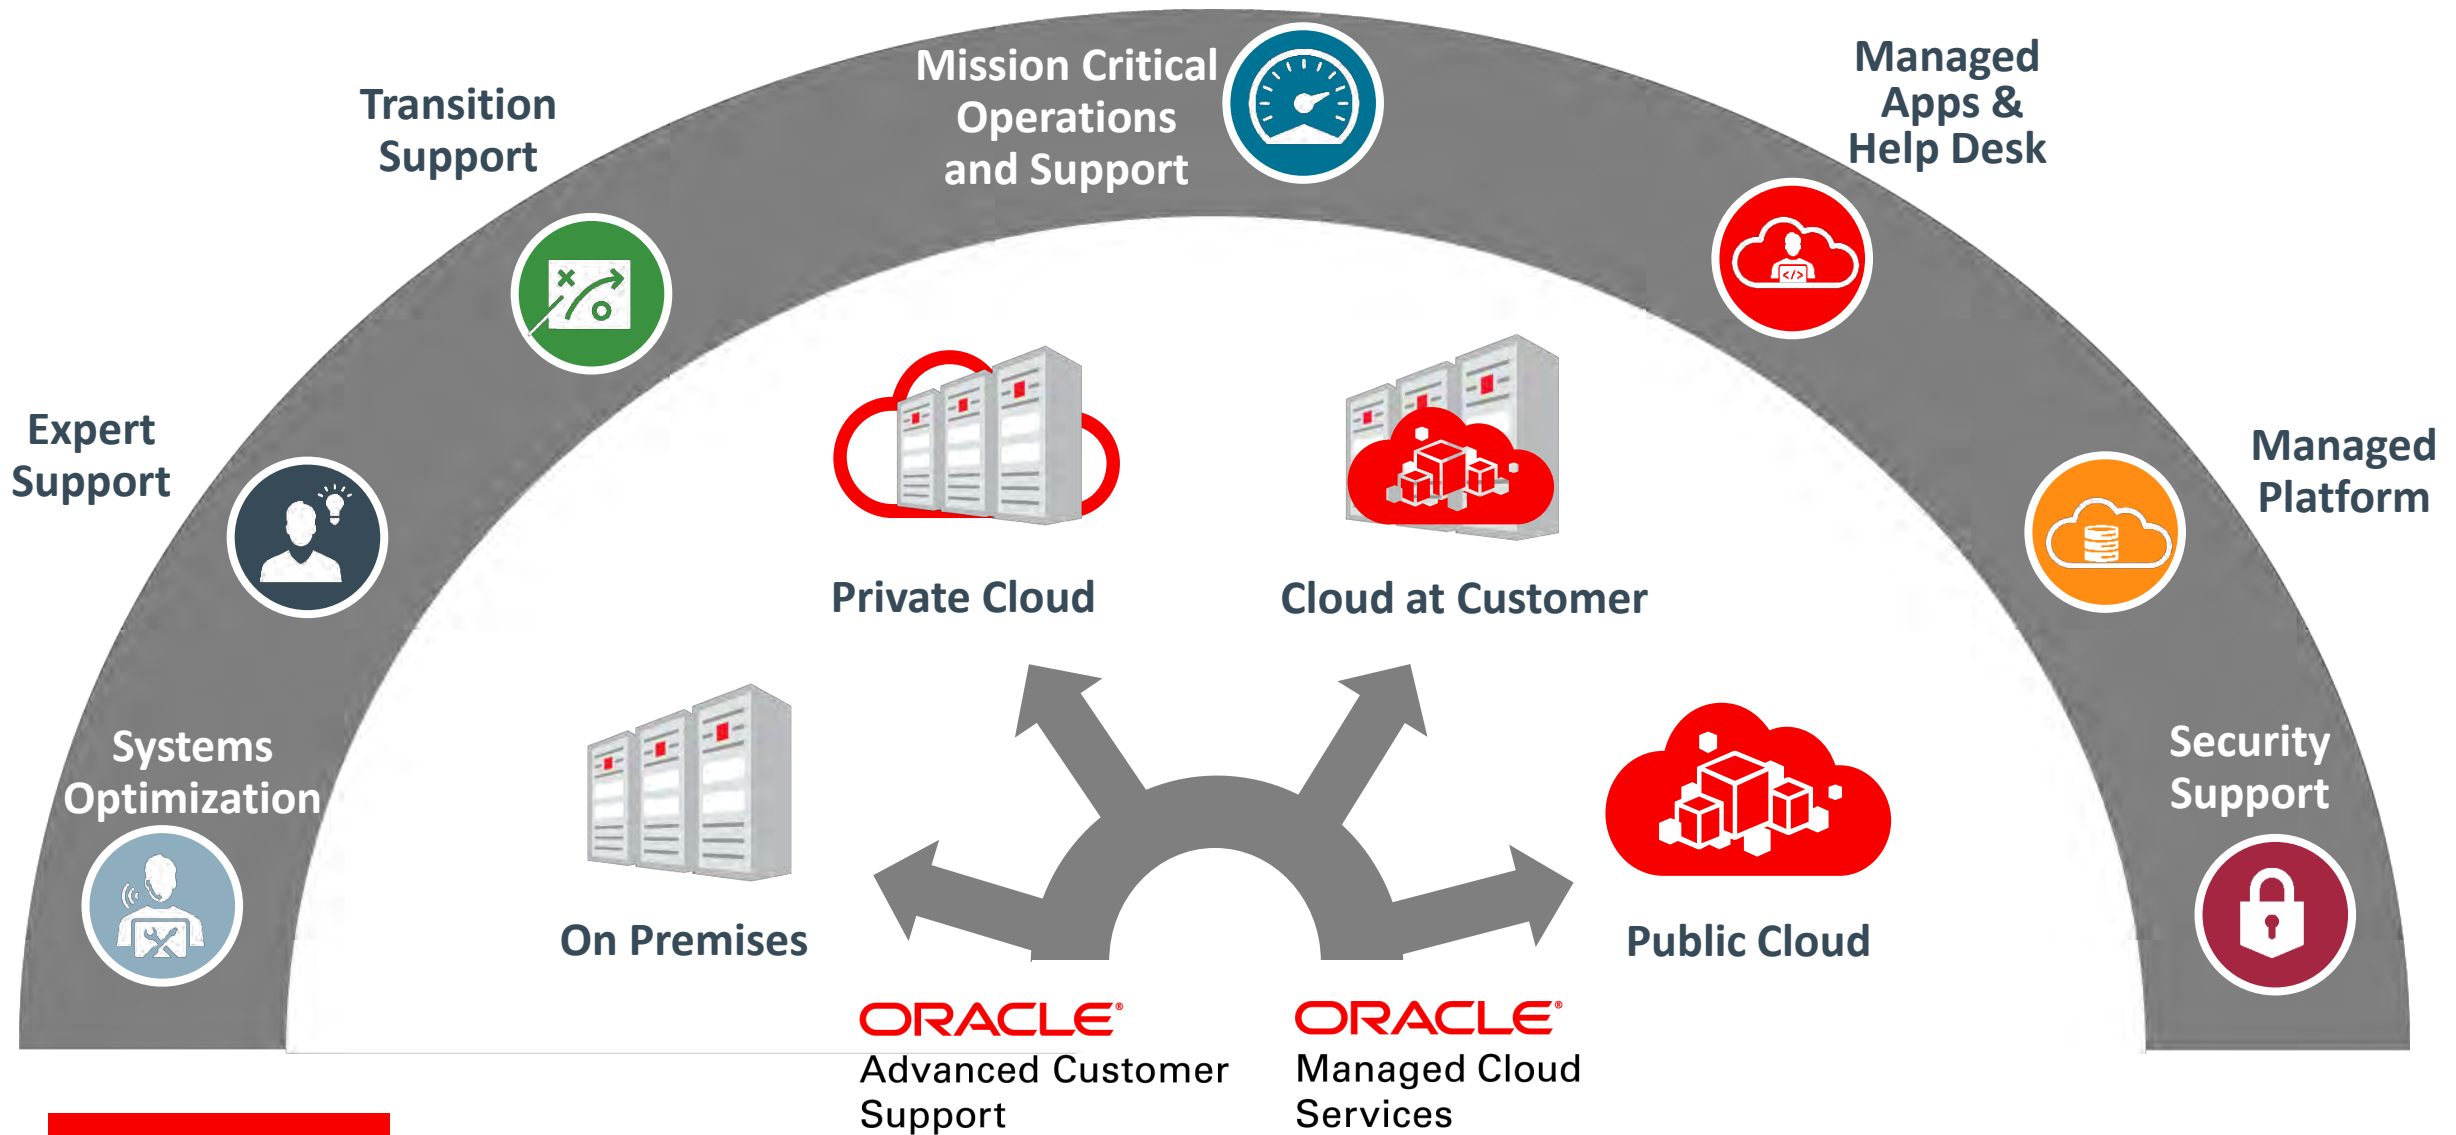 Mission Critical
Operations
and Support
Managed
Apps &
Help Desk
Transition
Support
</>
Expert
Support
Managed
Platform
Private Cloud
Cloud at Customer
Systems
Optimization
Security
Support
On Premises
Public Cloud
ORACLE®
Advanced Customer
Support
ORACLE®
Managed Cloud
Services